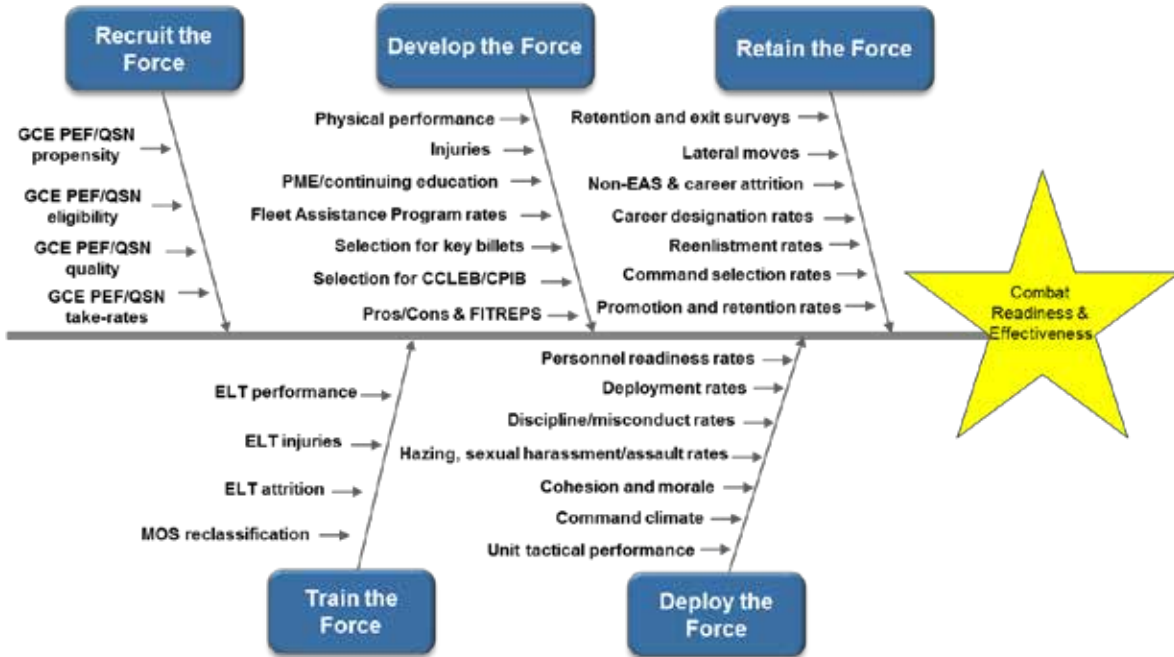 Recruit the
Force
Develop the Force
Retain the
Force
GCE PEF/QSN
propensity
GCE PEF/QSN
eligibility
GCE PEF/QSN
quality
GCE PEF/QSN
take-rates
Physical performance
Injuries
PME/continuing education
Fleet Assistance Program rates
Selection for key billets
Selection for CCLEB/CPIB
Pros/Cons & FITREPS
Retention and exit surveys
Lateral moves
Non-EAS & career attrition
Career designation rates
Reenlistment rates
Command selection rates
Promotion and retention rates
Combat
Readiness &
Effectiveness
ELT performance
ELT injuries
ELT attrition
MOS reclassification
Personnel readiness rates
Deployment rates
Discipline/misconduct rates
Hazing, sexual harassment/assault rates
Cohesion and morale
Command climate
Unit tactical performance
Train the
Force
Deploy the
Force